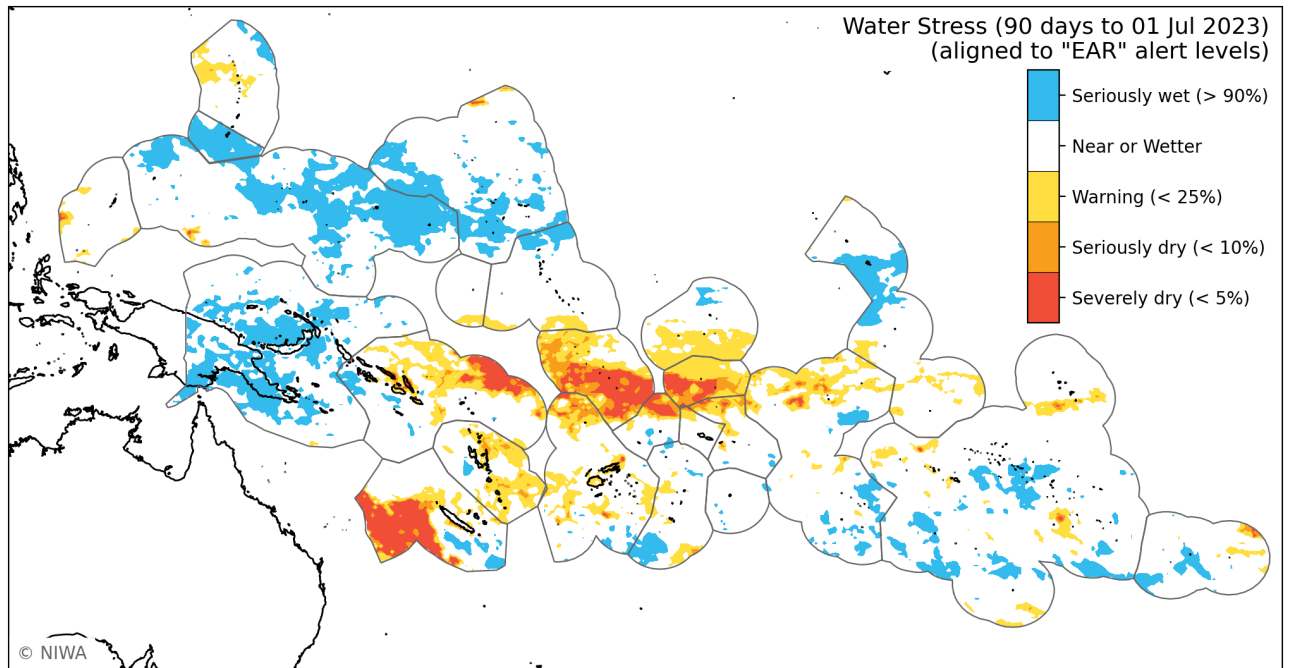 Water Stress (90 days to 01 Jul 2023)
(aligned to "EAR" alert levels)
Seriously wet (> 90%)
Near or Wetter
Warning (< 25%)
Seriously dry (< 10%)
Severely dry (< 5%)
© NIWA